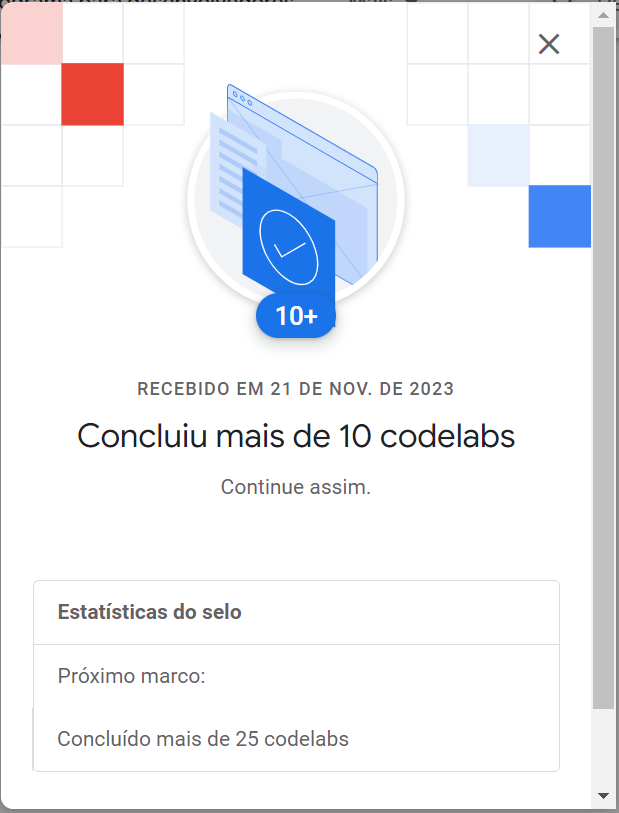 10+
RECEBIDO EM 21 DE NOV. DE 2023
Concluiu mais de 10 codelabs
Continue assim.
Estatísticas do selo
Próximo marco:
Concluído mais de 25 codelabs